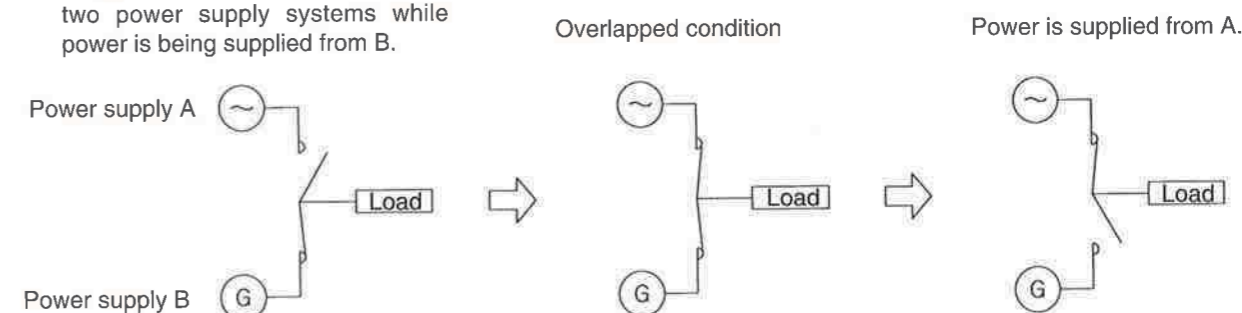 two power supply systems while
power is being supplied from B.
Overlapped condition
Power is supplied from A.
Power supply A
~
~
~
Load
Load
Load
Power supply B
G
G
G